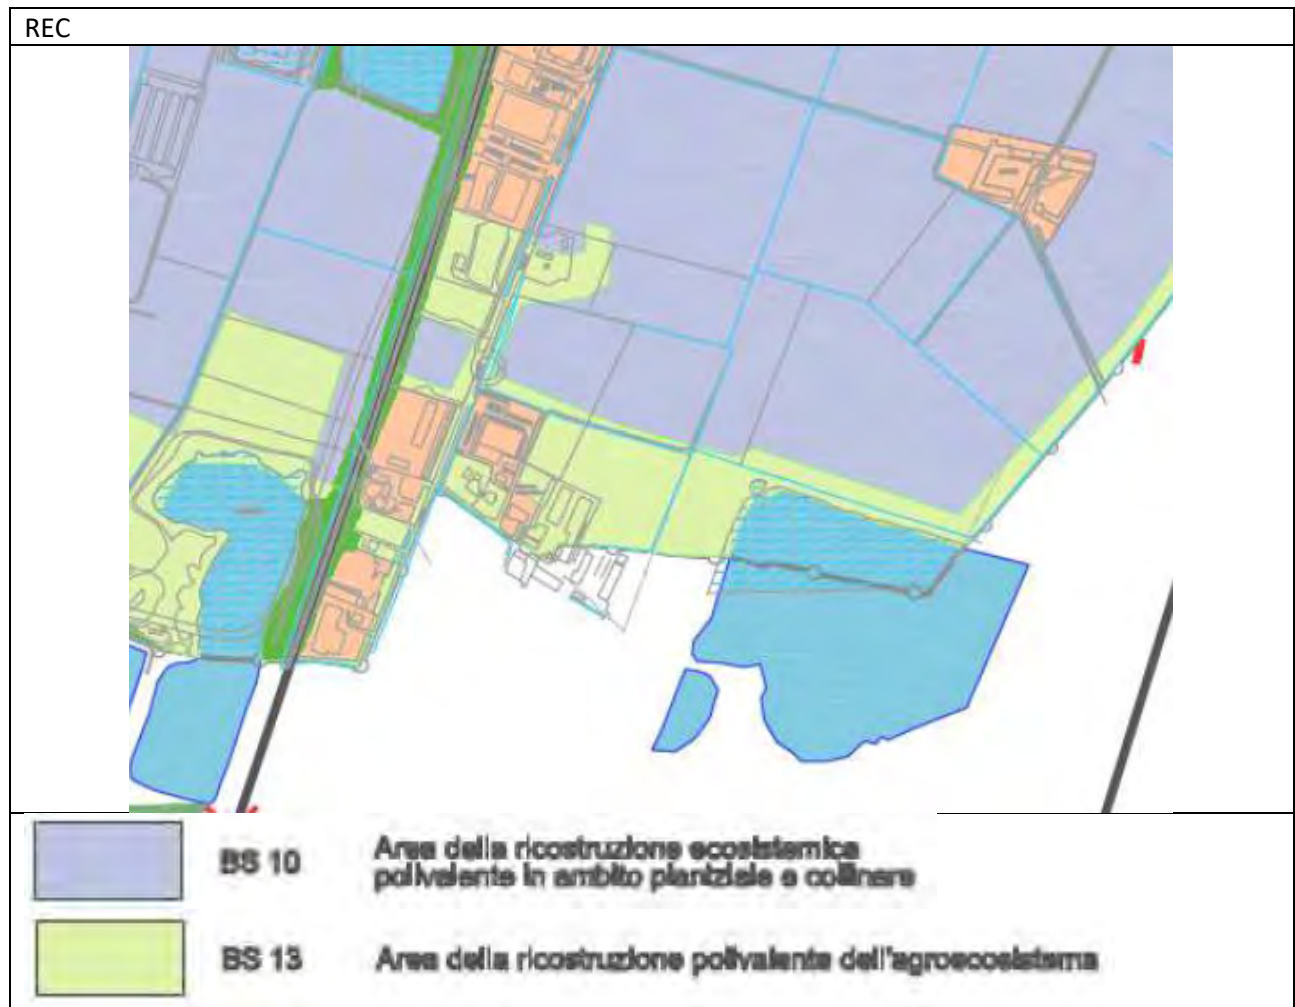 REC
BS 10
Area della ricostruzione ecosistemica
polivalente in ambito planiziale e collinare
BS 13
Area della ricostruzione polivalente dell'agroecosistema